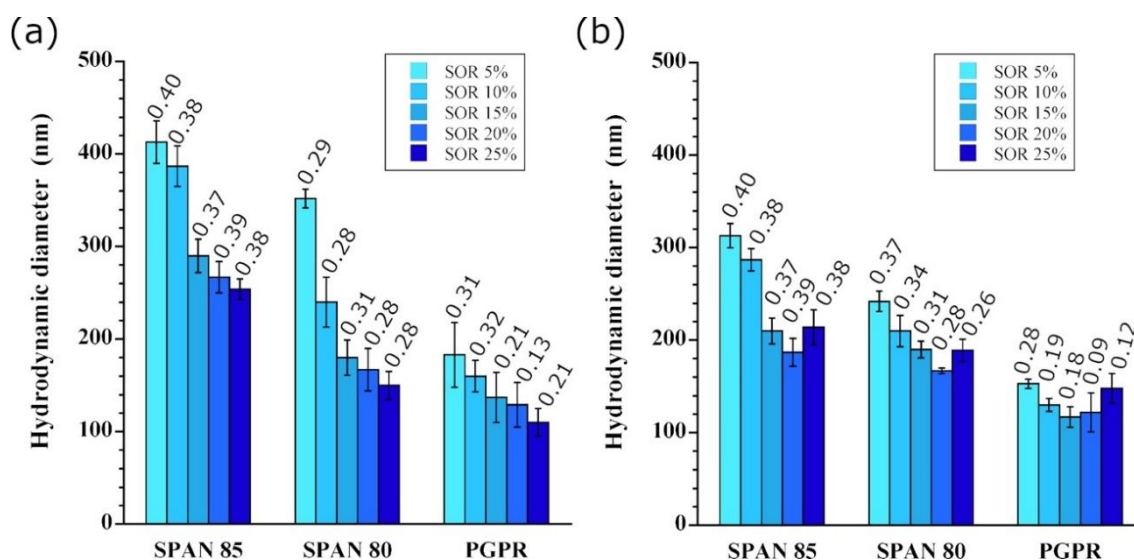 (a)
Hydrodynamic diameter (nm)
500
400
300
200
100
0
SOR 5%
SOR 10%
SOR 15%
SOR 20%
SOR 25%
0.40
0.38
0.37
0.39
0.38
0.29
0.28
0.31
0.28
0.28
0.31
0.32
0.21
0.13
0.21
SPAN 85 SPAN 80 PGPR
(b)
Hydrodynamic diameter (nm)
500
400
300
200
100
0
SOR 5%
SOR 10%
SOR 15%
SOR 20%
SOR 25%
0.40
0.38
0.37
0.39
0.38
0.37
0.34
0.31
0.28
0.26
0.28
0.19
0.18
0.09
0.12
SPAN 85 SPAN 80 PGPR